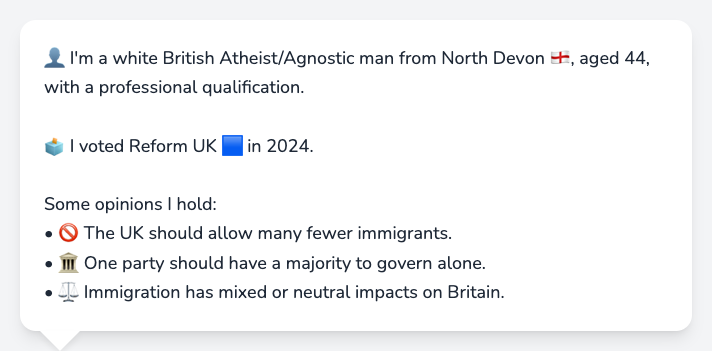 👤 I'm a white British Atheist/Agnostic man from North Devon 🏴󠁧󠁢󠁥󠁮󠁧󠁿, aged 44,
with a professional qualification.
🗳️ I voted Reform UK 🟦 in 2024.
Some opinions I hold:
• 🚫 The UK should allow many fewer immigrants.
• 🏛️ One party should have a majority to govern alone.
• ⚖️ Immigration has mixed or neutral impacts on Britain.